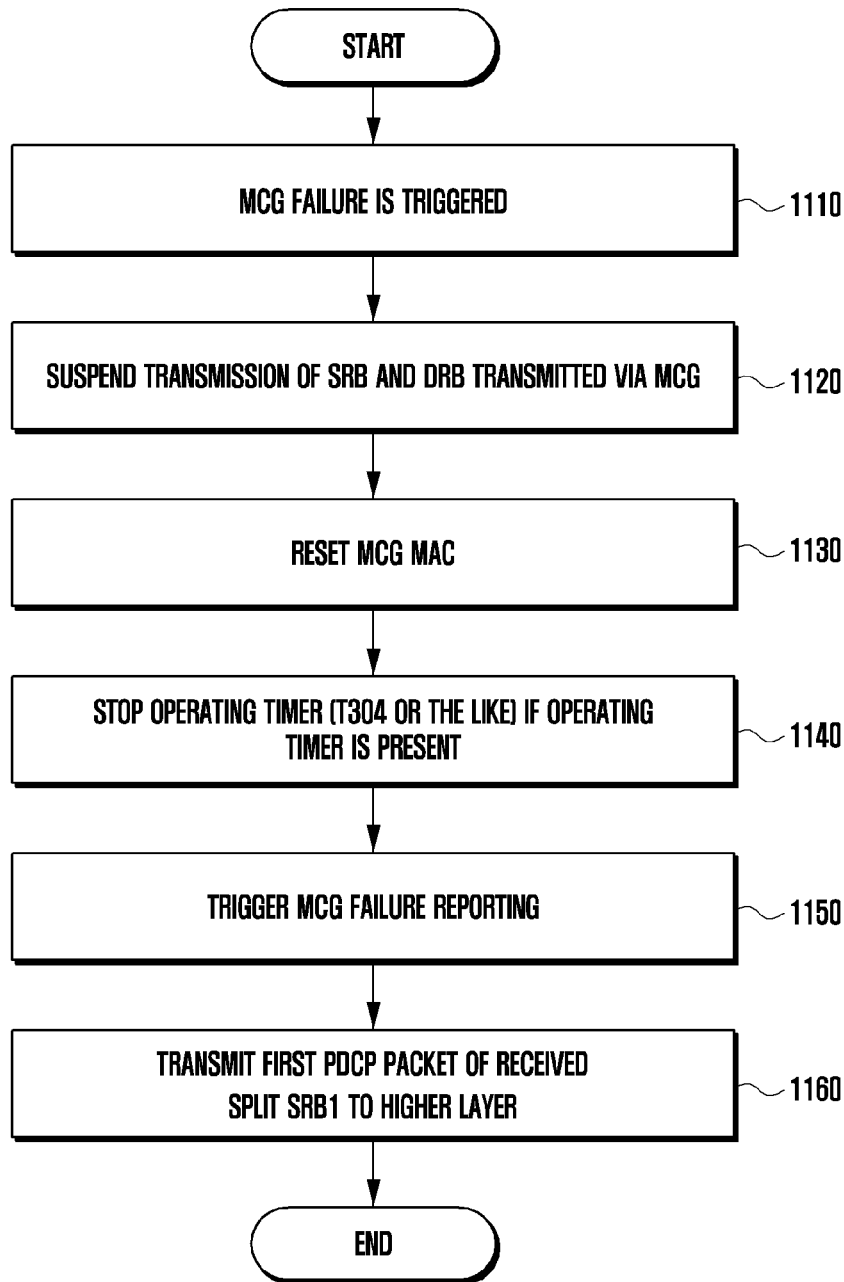 START
MCG FAILURE IS TRIGGERED
1110
SUSPEND TRANSMISSION OF SRB AND DRB TRANSMITTED VIA MCG
1120
RESET MCG MAC
1130
STOP OPERATING TIMER (T304 OR THE LIKE) IF OPERATING
TIMER IS PRESENT
1140
TRIGGER MCG FAILURE REPORTING
1150
TRANSMIT FIRST PDCP PACKET OF RECEIVED
SPLIT SRB1 TO HIGHER LAYER
1160
END